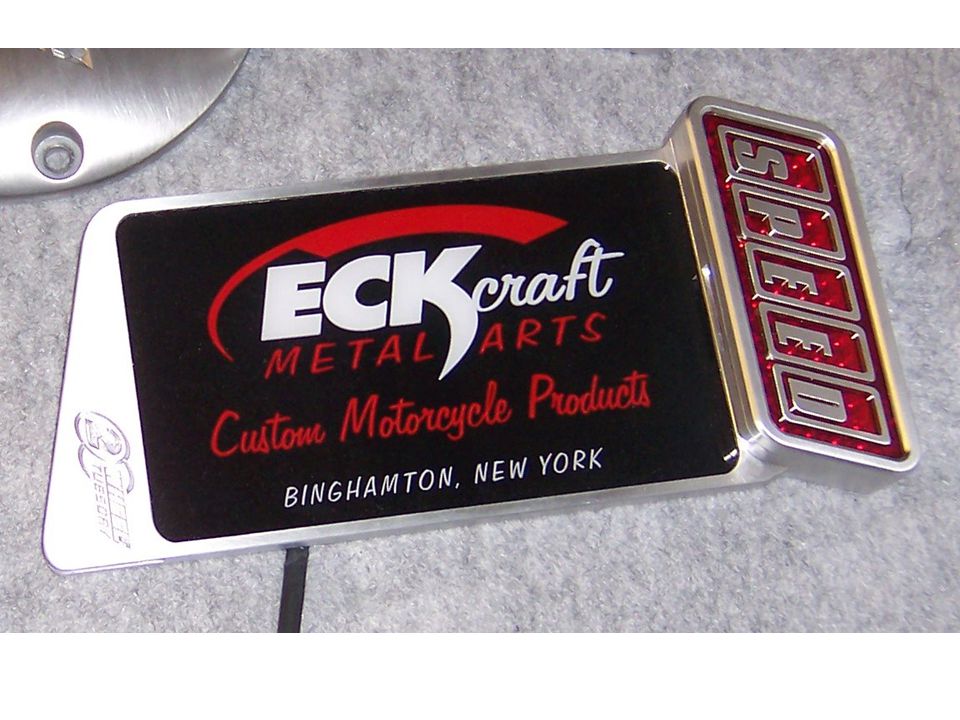 ECKcraft
METAL ARTS
Custom Motorcycle Products
BINGHAMTON, NEW YORK
SPEED